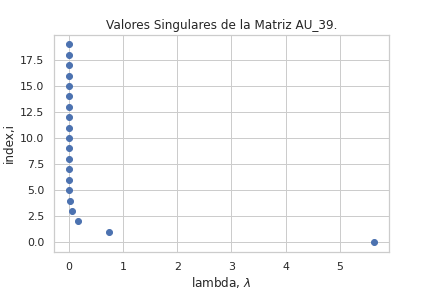 Valores Singulares de la Matriz AU_39.
17.5
15.0
12.5
10.0
7.5
5.0
2.5
0.0
index,i
0 1 2 3 4 5
lambda, λ